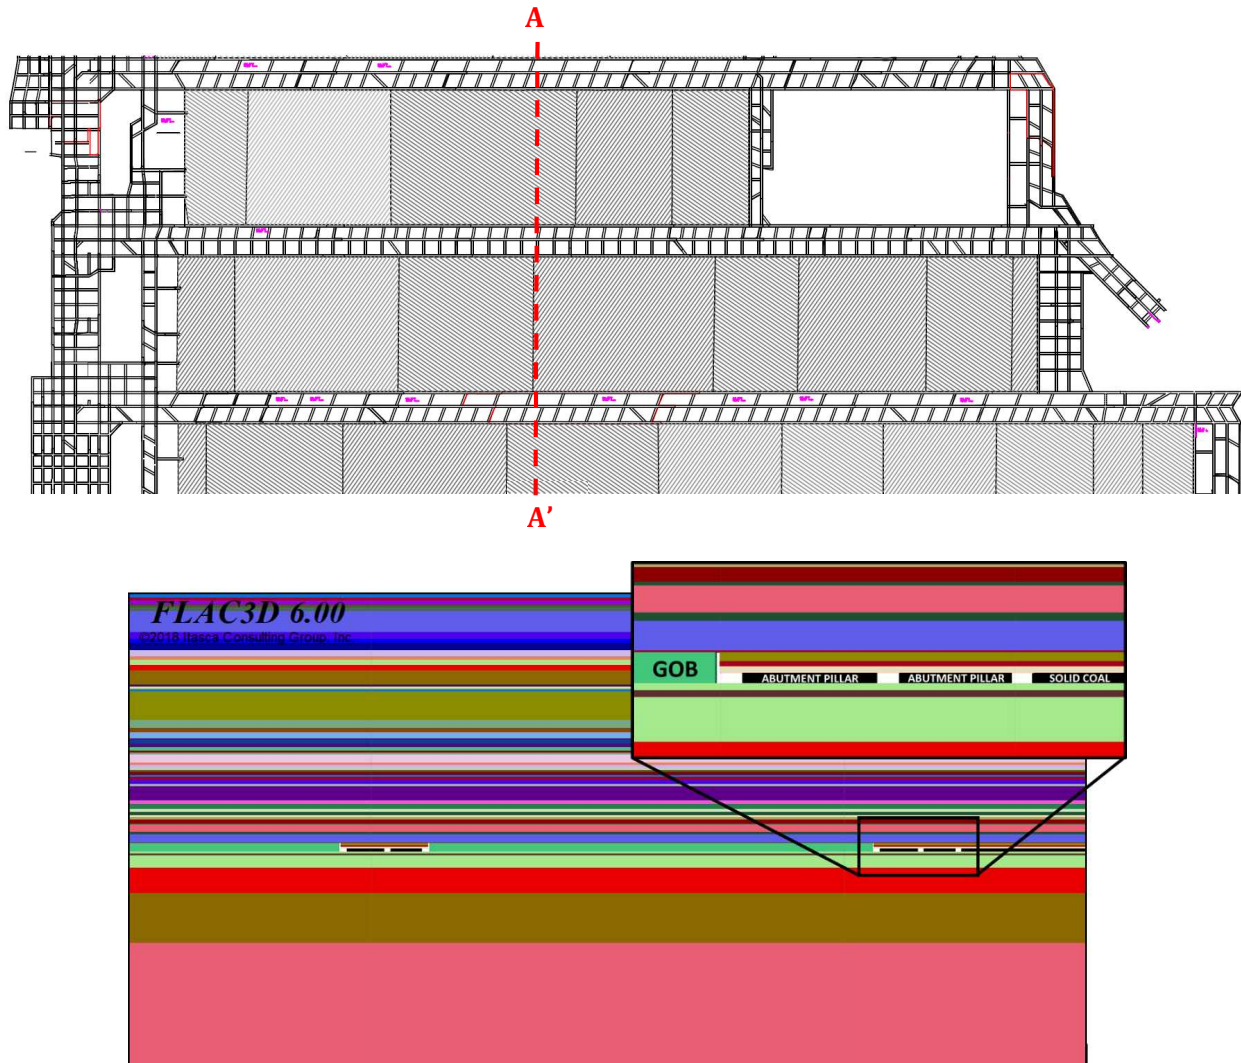 A
A’
FLAC3D 6.00
©2018 Itasca Consulting Group, Inc.
GOB
ABUTMENT PILLAR
ABUTMENT PILLAR
SOLID COAL